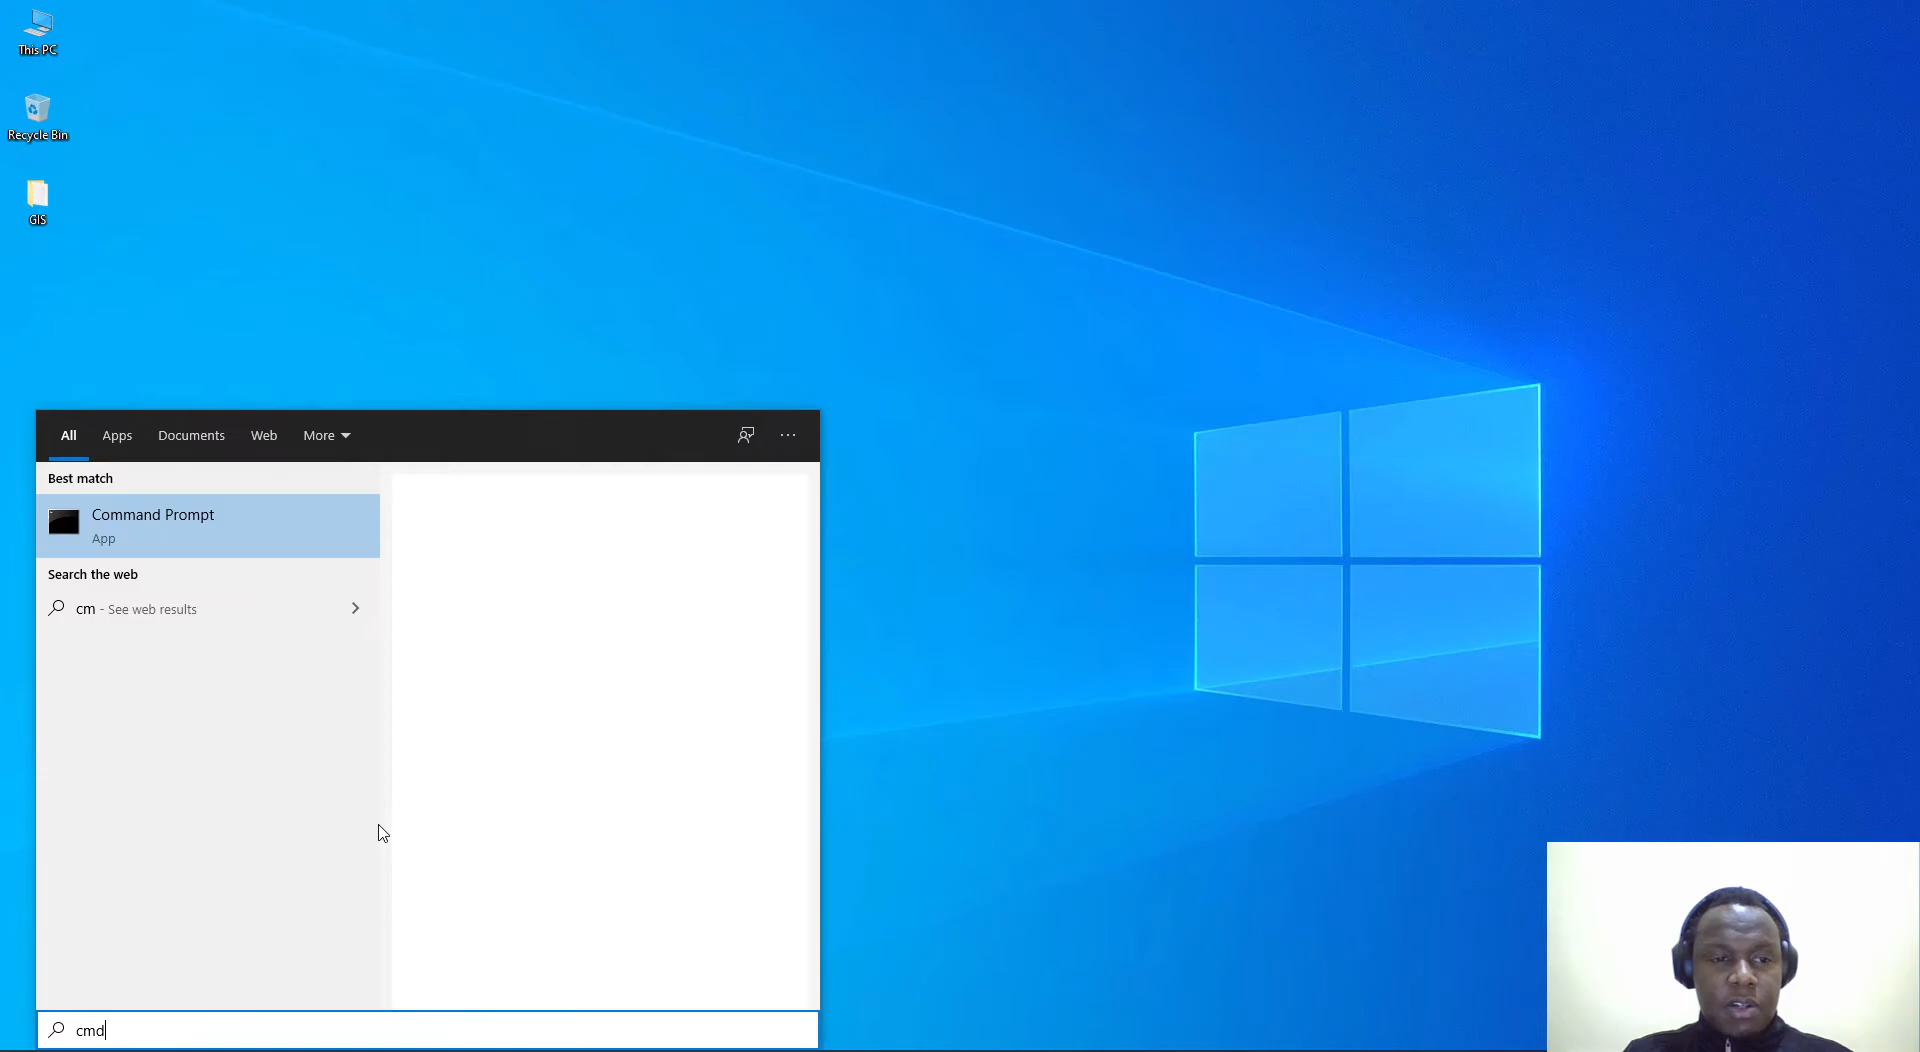 This PC
Recycle Bin
GIS
All Apps Documents Web More ...
Best match
Command Prompt
App
Search the web
cm - See web results
cmd